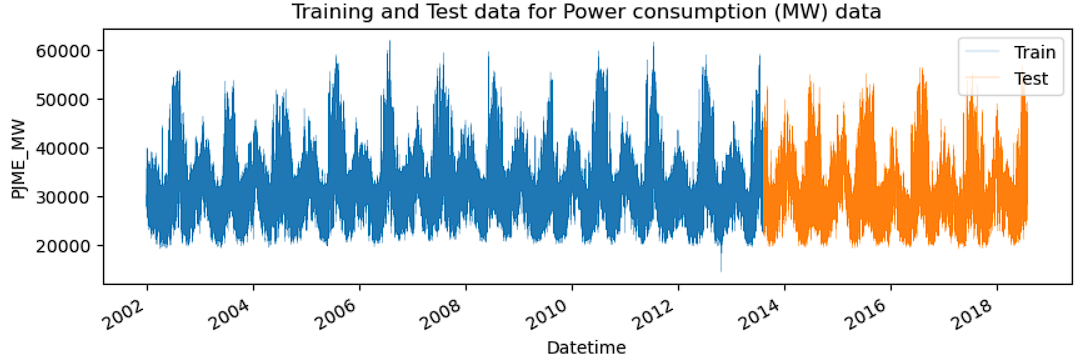 Training and Test data for Power consumption (MW) data
Train
Test
60000
50000
40000
30000
20000
PJME_MW
2002
2004
2006
2008
2010
2012
2014
2016
2018
Datetime